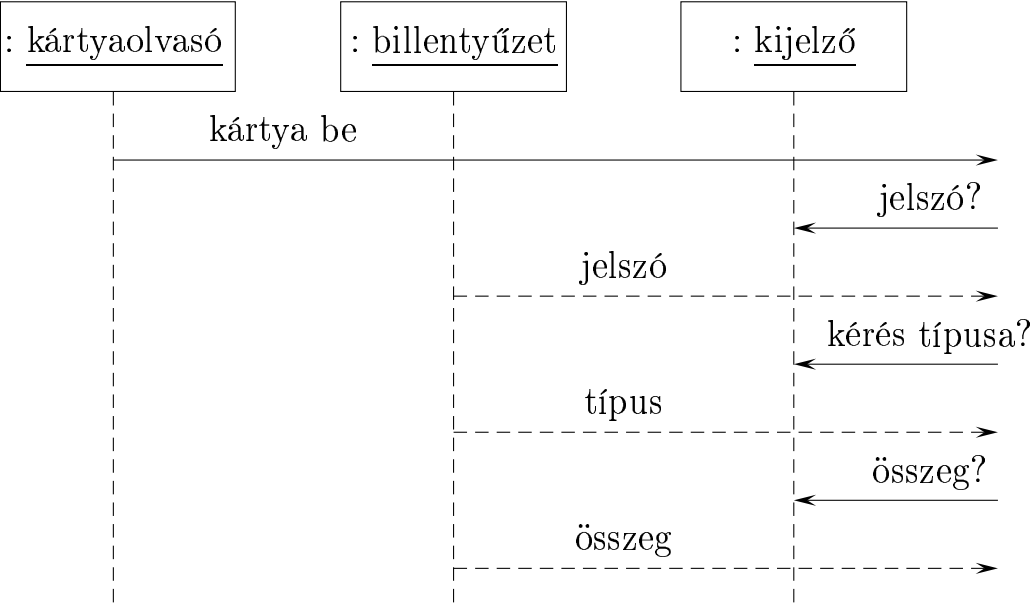 : kártyaolvasó
: billentyűzet
: kijelző
kártya be
jelszó?
jelszó
kérés típusa?
típus
összeg?
összeg